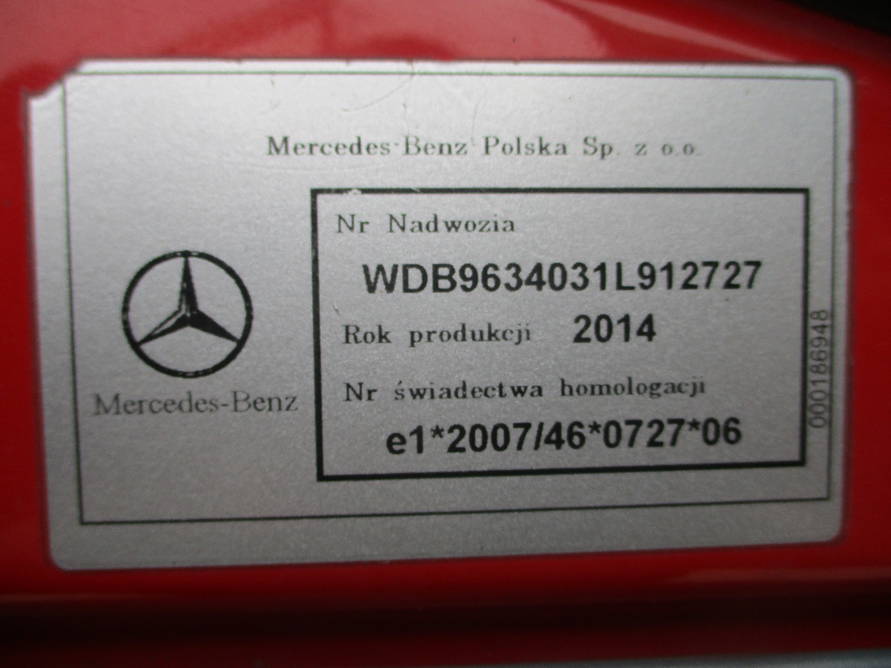 Mercedes-Benz Polska Sp. z o.o.
Nr Nadwozia
WDB9634031L912727
Rok produkcji 2014
Nr świadectwa homologacji
e1*2007/46*0727*06
Mercedes-Benz
000186948